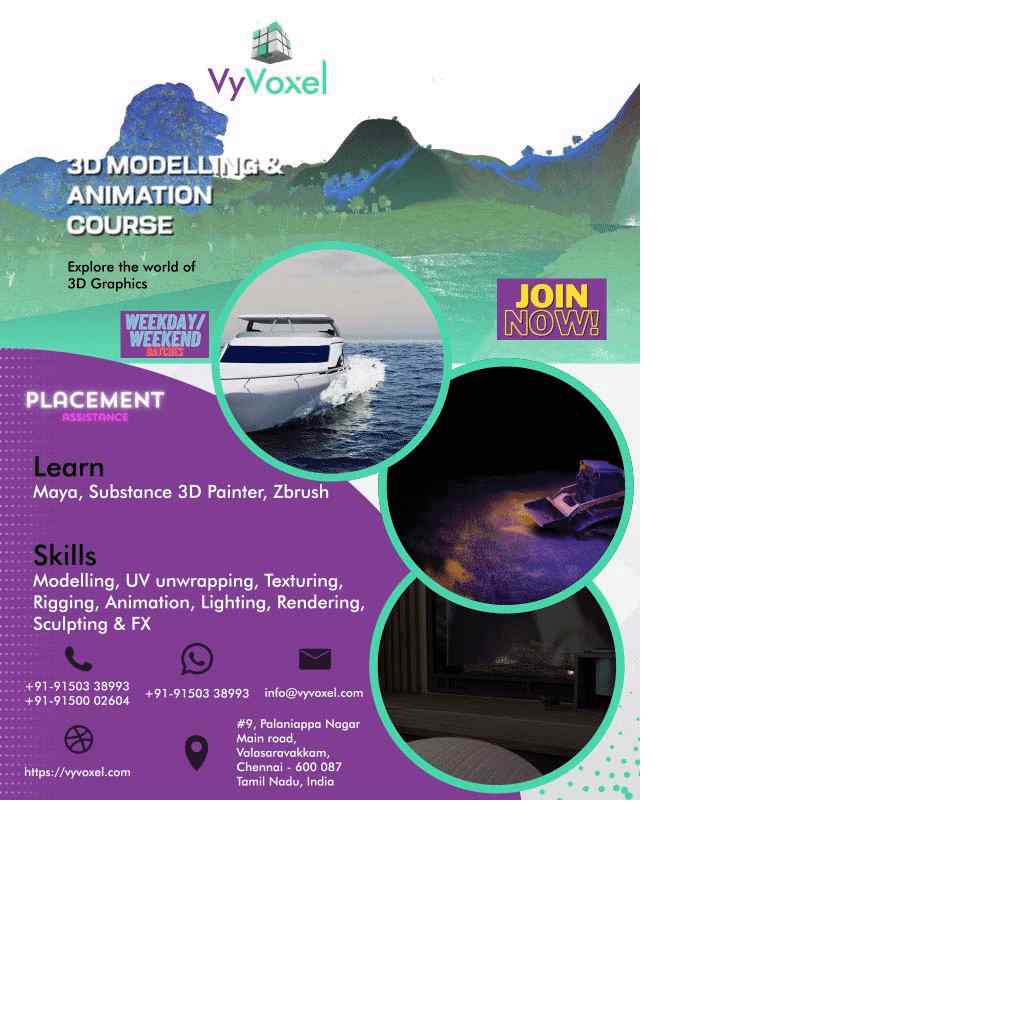 VyVoxel
3D MODELLING &
ANIMATION
COURSE
Explore the world of
3D Graphics
WEEKDAY/
WEEKEND
BATCHES
JOIN
NOW!
PLACEMENT
ASSISTANCE
Learn
Maya, Substance 3D Painter, Zbrush
Skills
Modelling, UV unwrapping, Texturing,
Rigging, Animation, Lighting, Rendering,
Sculpting & FX
+91-91503 38993
+91-91500 02604
+91-91503 38993
info@vyvoxel.com
https://vyvoxel.com
#9, Palaniappa Nagar
Main road,
Valasaravakkam,
Chennai - 600 087
Tamil Nadu, India